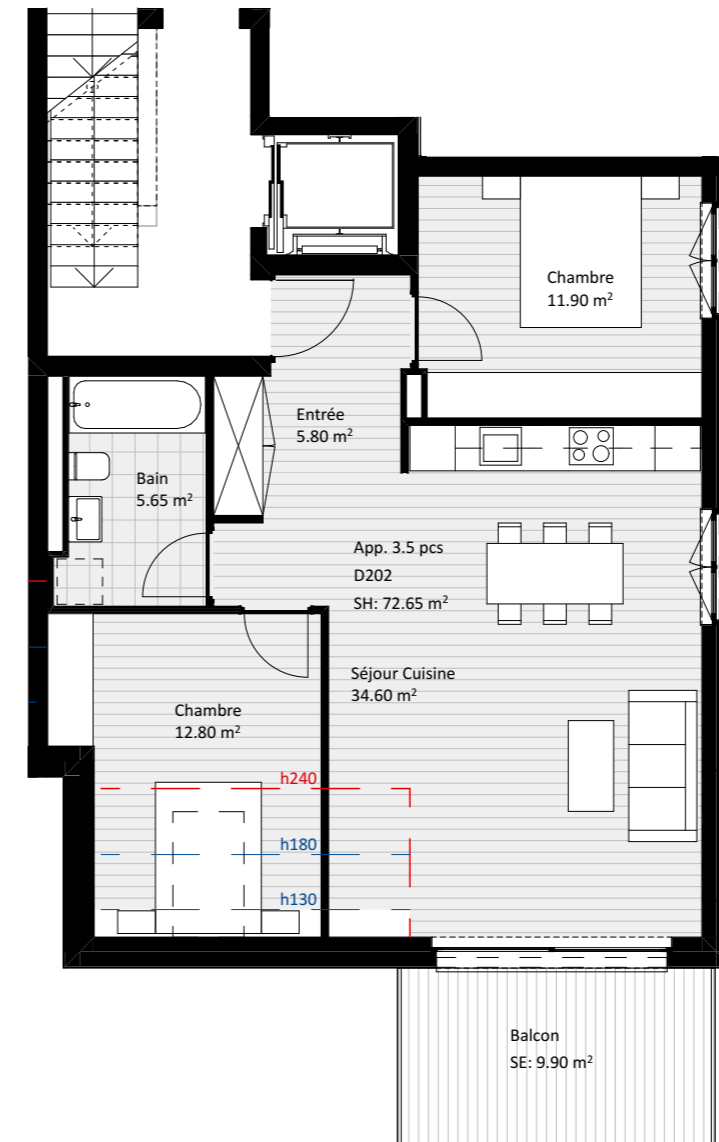 Chambre
11.90 m²
Entrée
5.80 m²
Bain
5.65 m²
App. 3.5 pcs
D202
SH: 72.65 m²
Séjour Cuisine
34.60 m²
Chambre
12.80 m²
h240
h180
h130
Balcon
SE: 9.90 m²